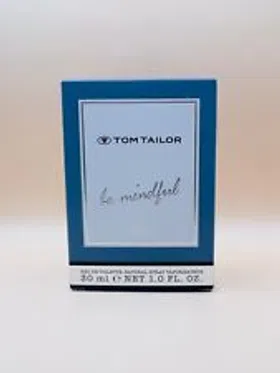 TOM TAILOR
be mindful
EAU DE TOILETTE NATURAL SPRAY VAPORISATEUR
30 ml ℮ NET 1.0 FL. OZ.